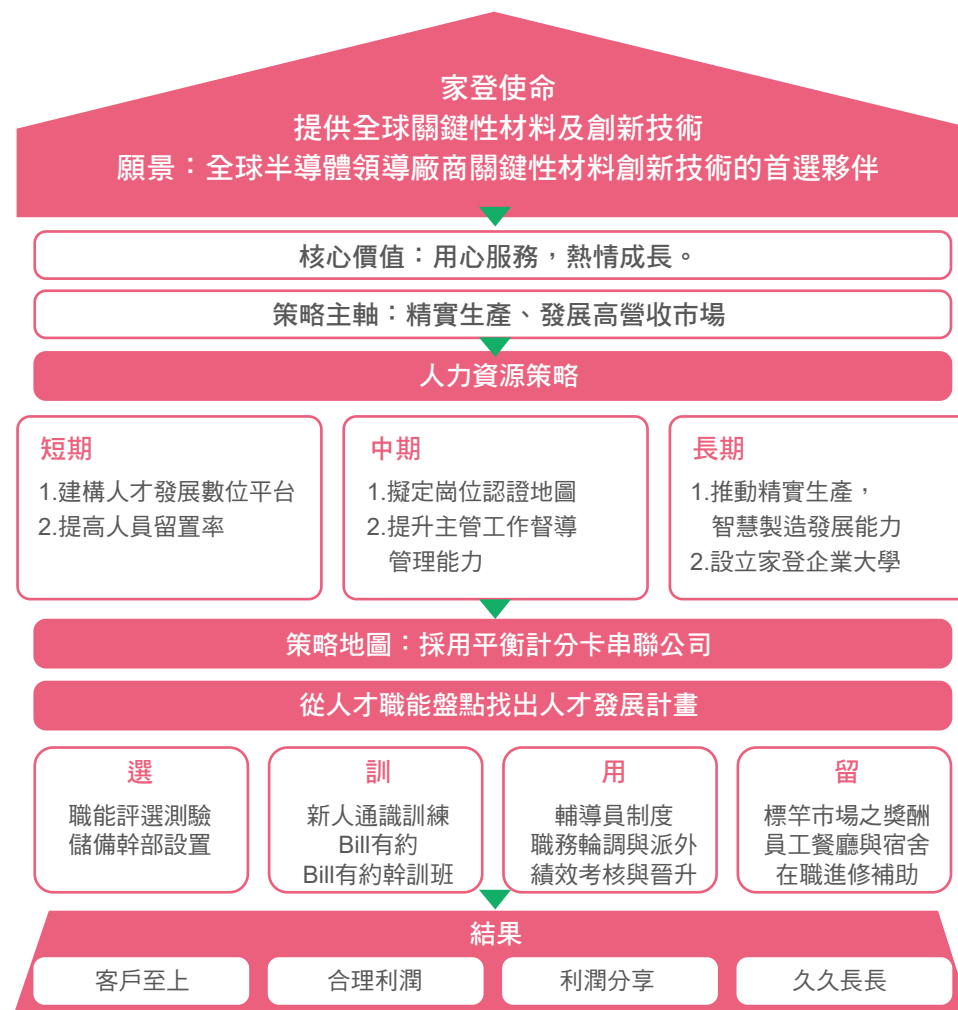 家登使命
提供全球關鍵性材料及創新技術
願景：全球半導體領導廠商關鍵性材料創新技術的首選夥伴
核心價值：用心服務，熱情成長。
策略主軸：精實生產、發展高營收市場
人力資源策略
短期
1.建構人才發展數位平台
2.提高人員留置率
中期
1.擬定崗位認證地圖
2.提升主管工作督導
管理能力
長期
1.推動精實生產，
智慧製造發展能力
2.設立家登企業大學
策略地圖：採用平衡計分卡串聯公司
從人才職能盤點找出人才發展計畫
選
職能評選測驗
儲備幹部設置
訓
新人通識訓練
Bill有約
Bill有約幹訓班
用
輔導員制度
職務輪調與派外
績效考核與晉升
留
標竿市場之獎酬
員工餐廳與宿舍
在職進修補助
結果
客戶至上
合理利潤
利潤分享
久久長長